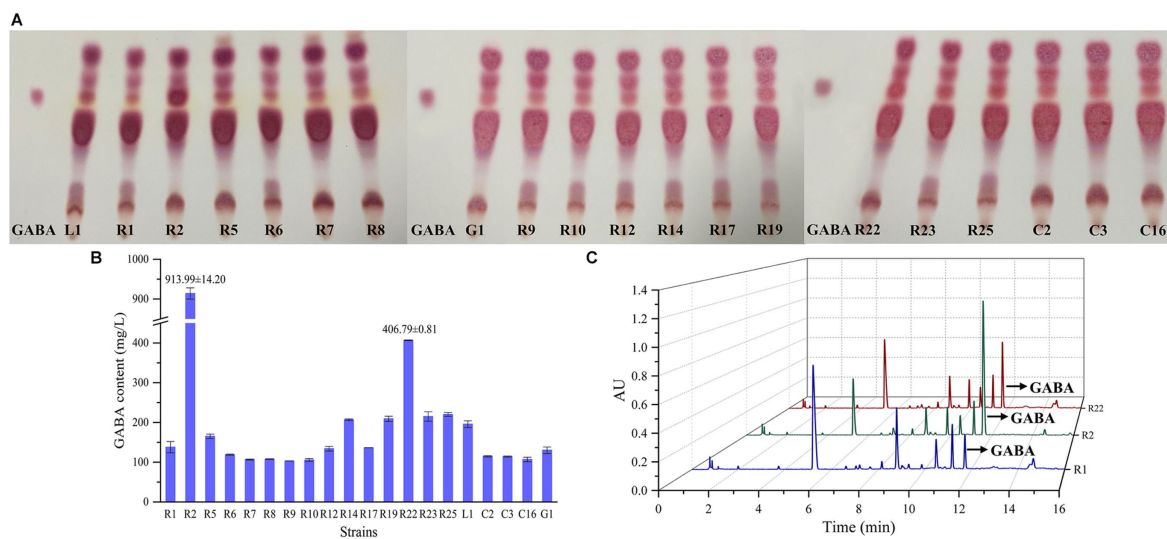 A
GABA L1 R1 R2 R5 R6 R7 R8 GABA G1 R9 R10 R12 R14 R17 R19 GABA R22 R23 R25 C2 C3 C16
B
1000
900
400
300
200
100
0
GABA content (mg/L)
913.99±14.20
406.79±0.81
R1 R2 R5 R6 R7 R8 R9 R10 R12 R14 R17 R19 R22 R23 R25 L1 C2 C3 C16 G1
Strains
C
1.4
1.2
1.0
0.8
0.6
0.4
0.2
0.0
AU
GABA
R22
GABA
R2
GABA
R1
0 2 4 6 8 10 12 14 16
Time (min)